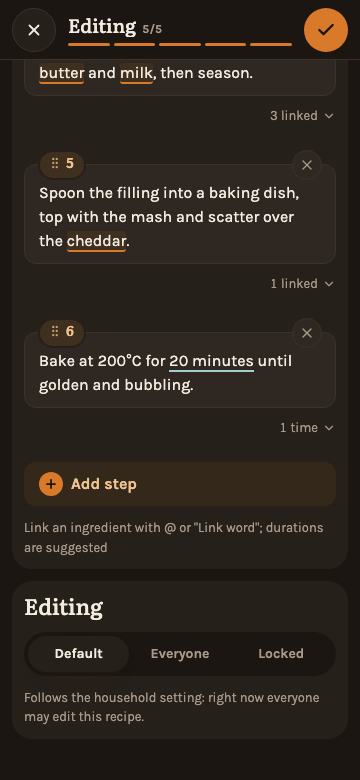 Editing 5/5
butter and milk, then season.
3 linked
5
Spoon the filling into a baking dish,
top with the mash and scatter over
the cheddar.
1 linked
6
Bake at 200°C for 20 minutes until
golden and bubbling.
1 time
Add step
Link an ingredient with @ or "Link word"; durations
are suggested
Editing
Default Everyone Locked
Follows the household setting: right now everyone
may edit this recipe.